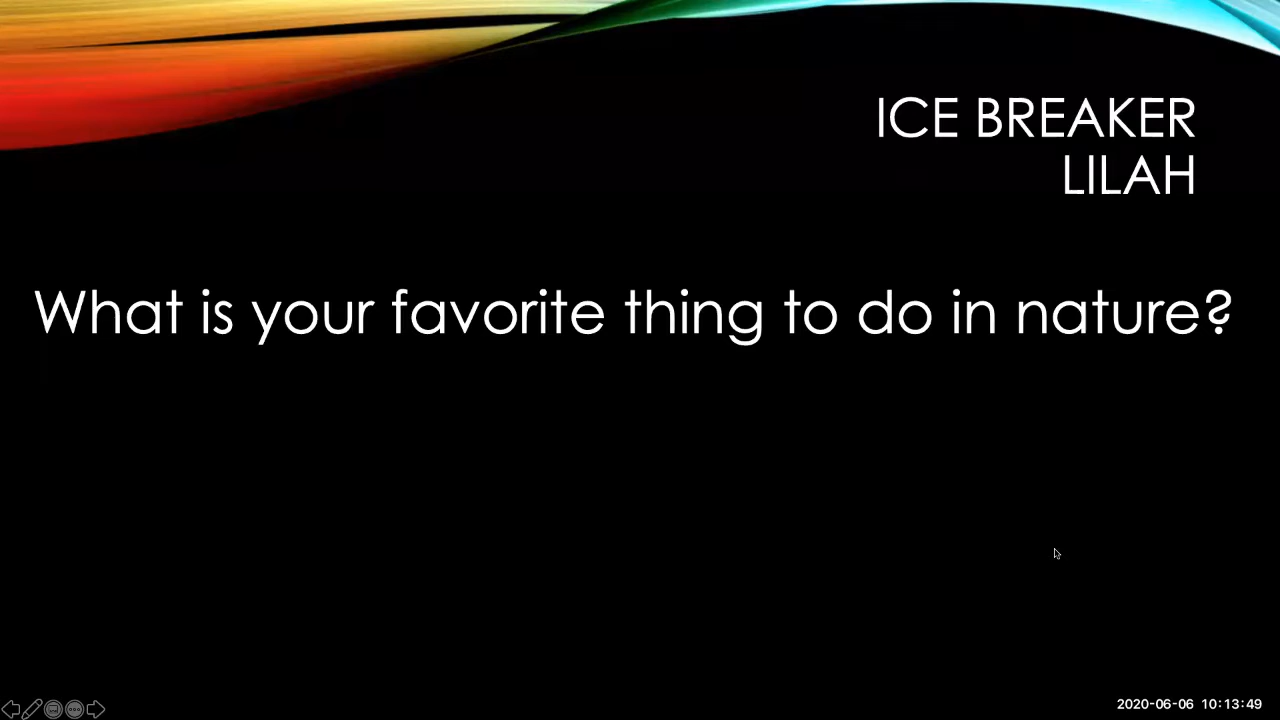 ICE BREAKER
LILAH
What is your favorite thing to do in nature?
2020-06-06 10:13:49